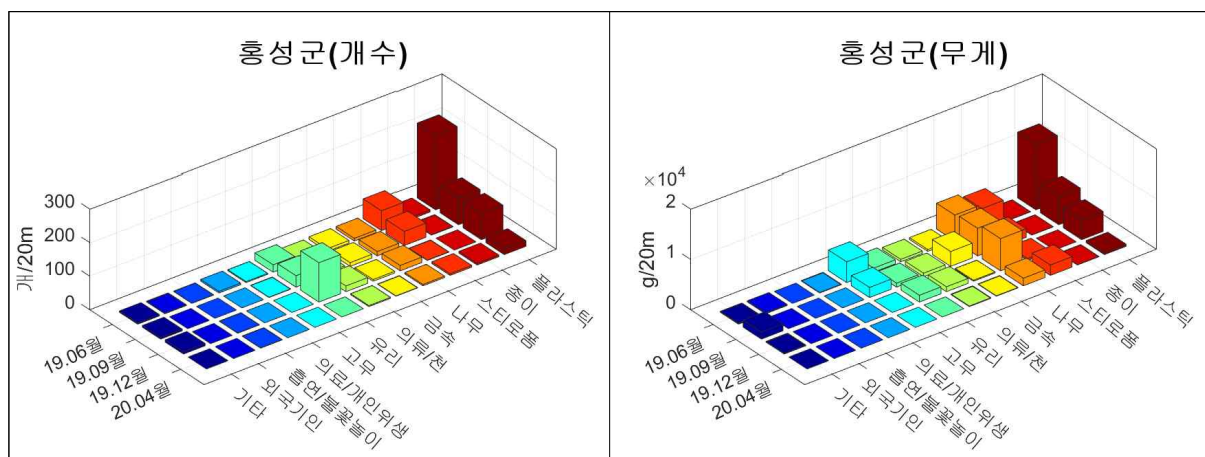 홍성군(개수)
300
200
100
0
개/20m
19.06월
19.09월
19.12월
20.04월
기타
외국기인
흡연/불꽃놀이
의료/개인위생
고무
유리
의류/천
금속
나무
스티로품
종이
플라스틱
홍성군(무게)
×10⁴
2
1
0
g/20m
19.06월
19.09월
19.12월
20.04월
기타
외국기인
흡연/불꽃놀이
의료/개인위생
고무
유리
의류/천
금속
나무
스티로품
종이
플라스틱